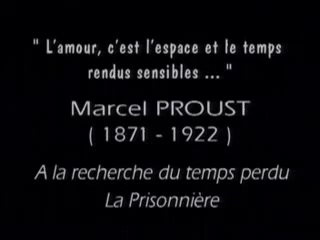 " L'amour, c'est l'espace et le temps
rendus sensibles ... "
Marcel PROUST
( 1871 - 1922 )
A la recherche du temps perdu
La Prisonnière